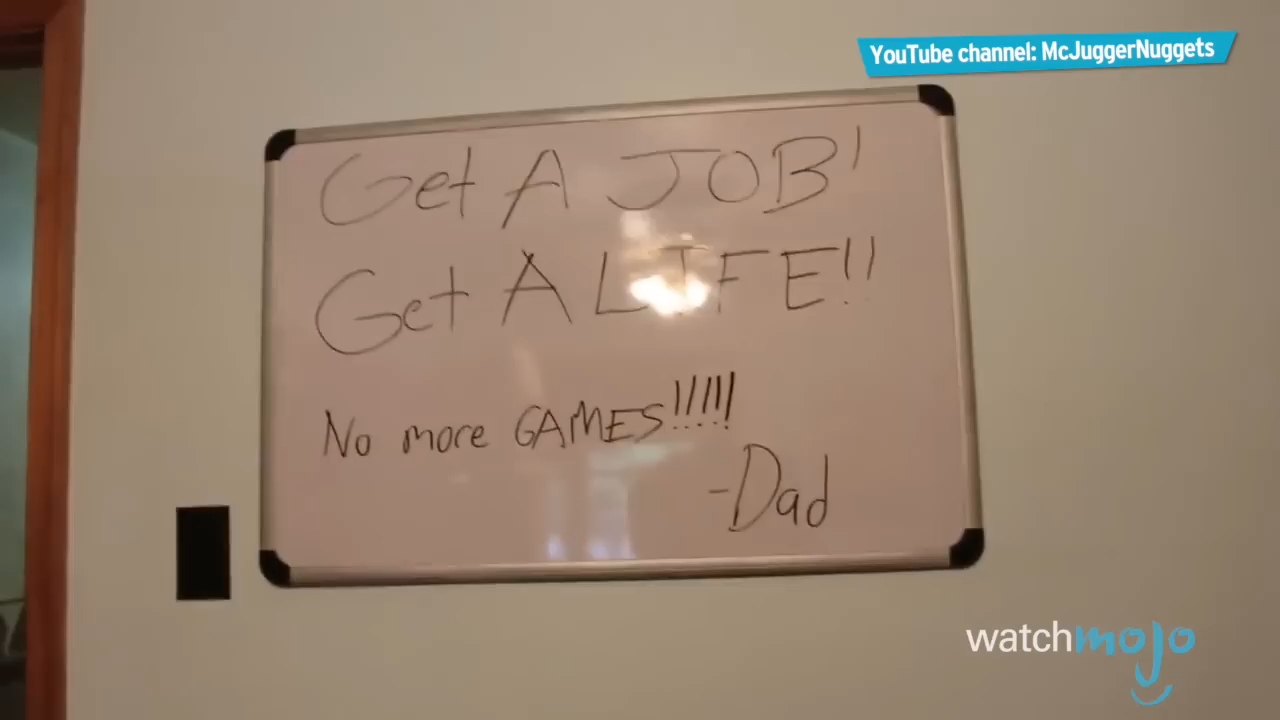 YouTube channel: McJuggerNuggets
Get A JOB!
Get A LIFE!!
No more GAMES!!!!!!
-Dad
watchmojo